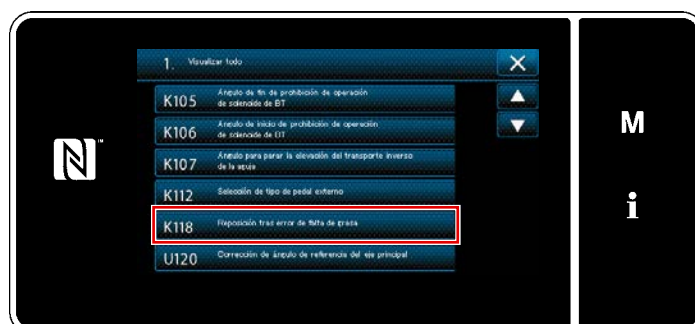 1. Visualizar todo
K105 Ángulo de fin de prohibición de operación
de solenoide de BT
K106 Ángulo de inicio de prohibición de operación
de solenoide de BT
K107 Ángulo para parar la elevación del transporte inverso
de la aguja
K112 Selección de tipo de pedal externo
K118 Reposición tras error de falta de grasa
U120 Corrección de ángulo de referencia del eje principal
N
M
i